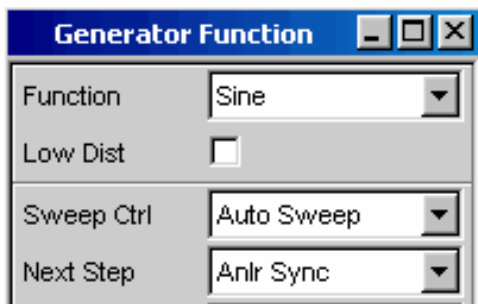 Generator Function
Function Sine
Low Dist
Sweep Ctrl Auto Sweep
Next Step Anlr Sync